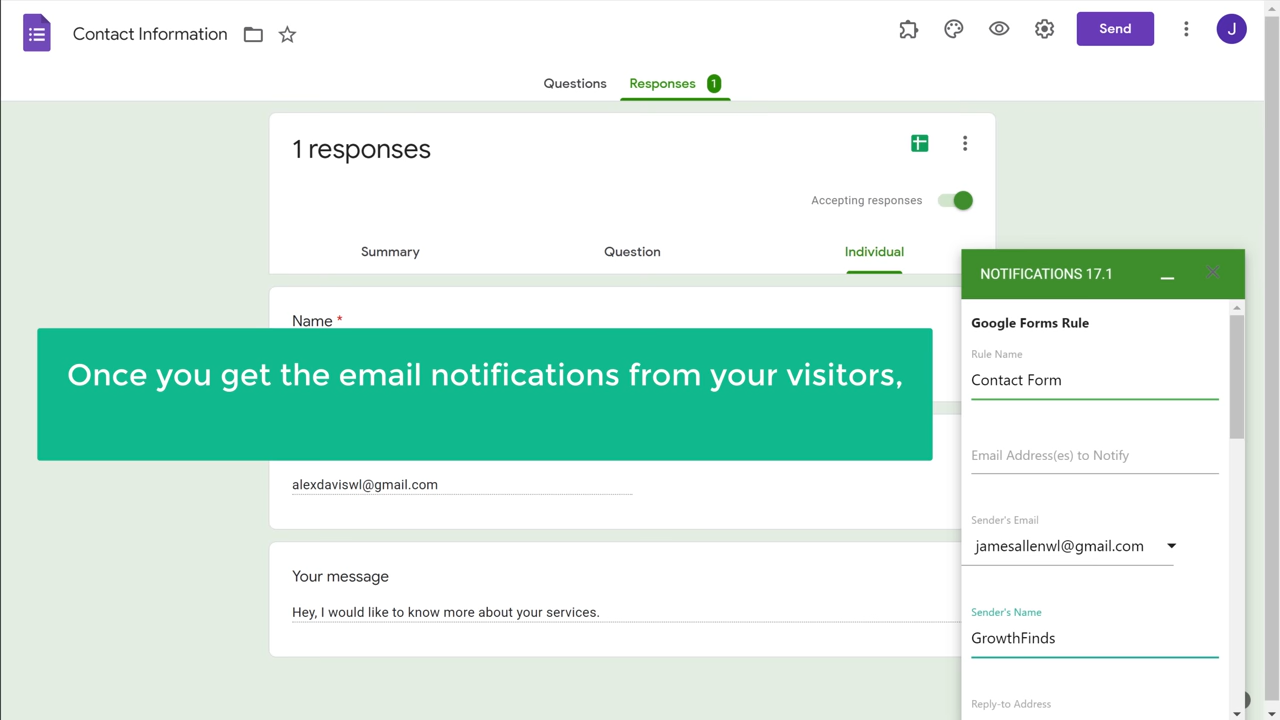 Contact Information
Send
J
Questions
Responses 1
1 responses
Accepting responses
Summary
Question
Individual
Name *
Once you get the email notifications from your visitors,
alexdaviswl@gmail.com
Your message
Hey, I would like to know more about your services.
NOTIFICATIONS 17.1
Google Forms Rule
Rule Name
Contact Form
Email Address(es) to Notify
Sender's Email
jamesallenwl@gmail.com
Sender's Name
GrowthFinds
Reply-to Address